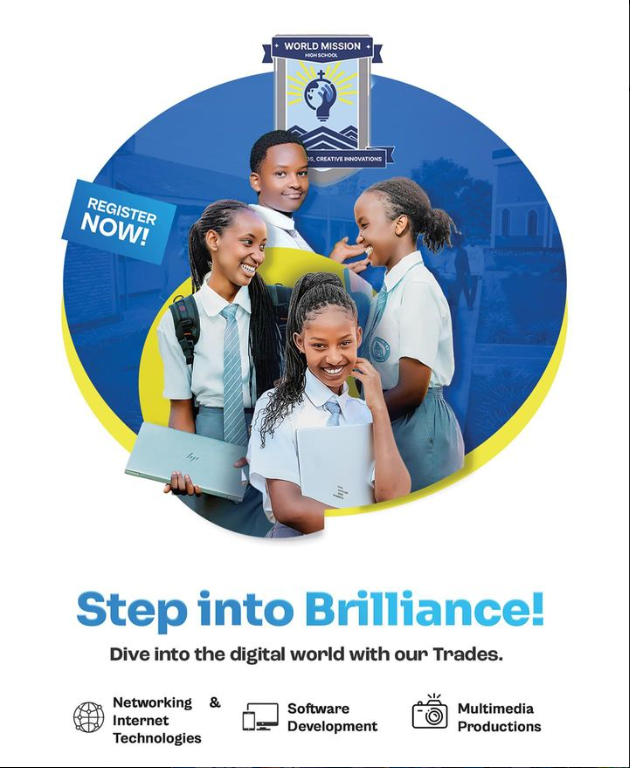 WORLD MISSION
HIGH SCHOOL
CREATIVE INNOVATIONS
REGISTER
NOW!
hp
Step into Brilliance!
Dive into the digital world with our Trades.
Networking &
Internet
Technologies
Software
Development
Multimedia
Productions